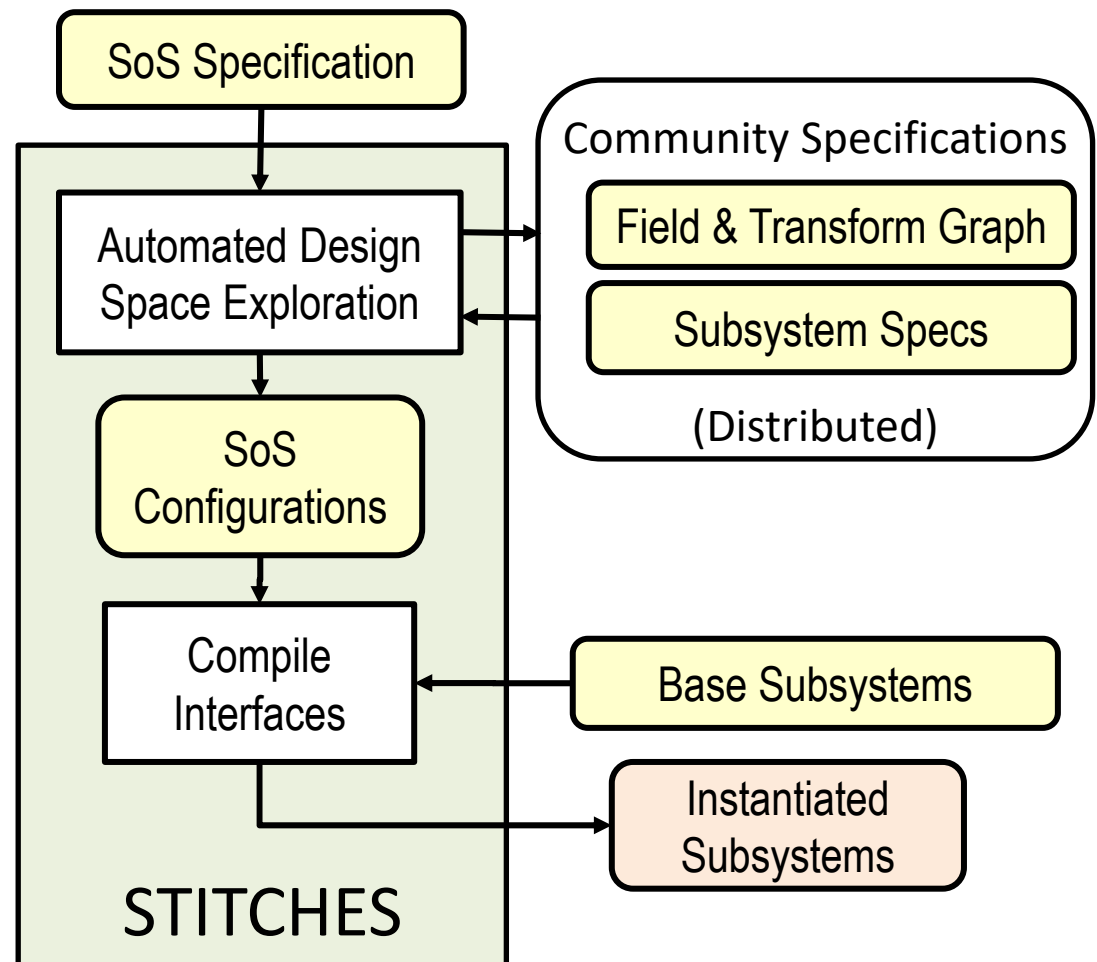 SoS Specification
Community Specifications
Field & Transform Graph
Subsystem Specs
(Distributed)
Automated Design
Space Exploration
SoS
Configurations
Compile
Interfaces
Base Subsystems
Instantiated
Subsystems
STITCHES